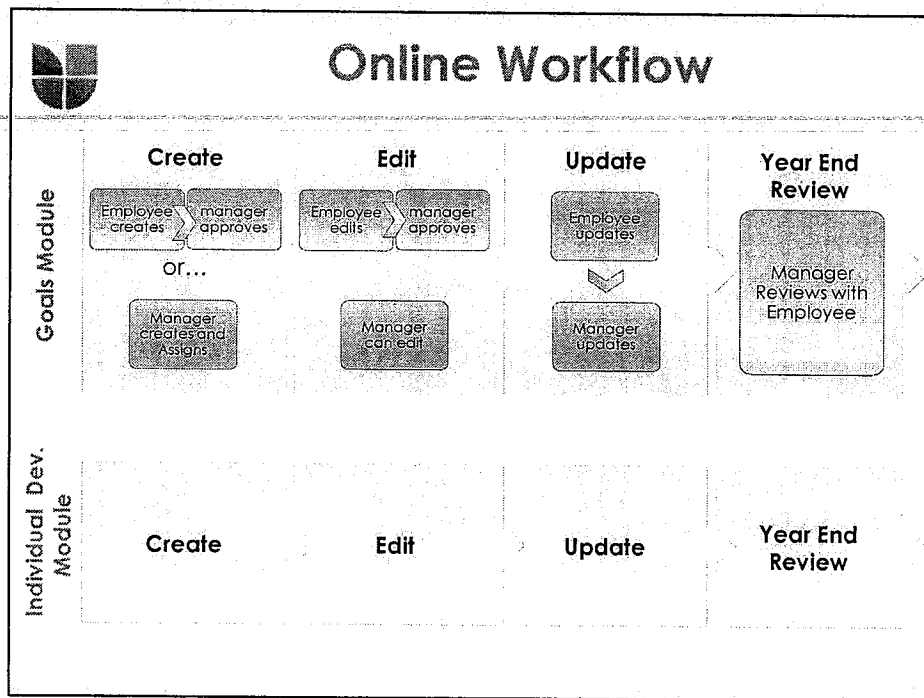 Online Workflow
Goals Module
Create
Employee
creates
manager
approves
or...
Manager
creates and
Assigns
Edit
Employee
edits
manager
approves
Manager
can edit
Update
Employee
updates
Manager
updates
Year End
Review
Manager
Reviews with
Employee
Individual Dev.
Module
Create
Edit
Update
Year End
Review